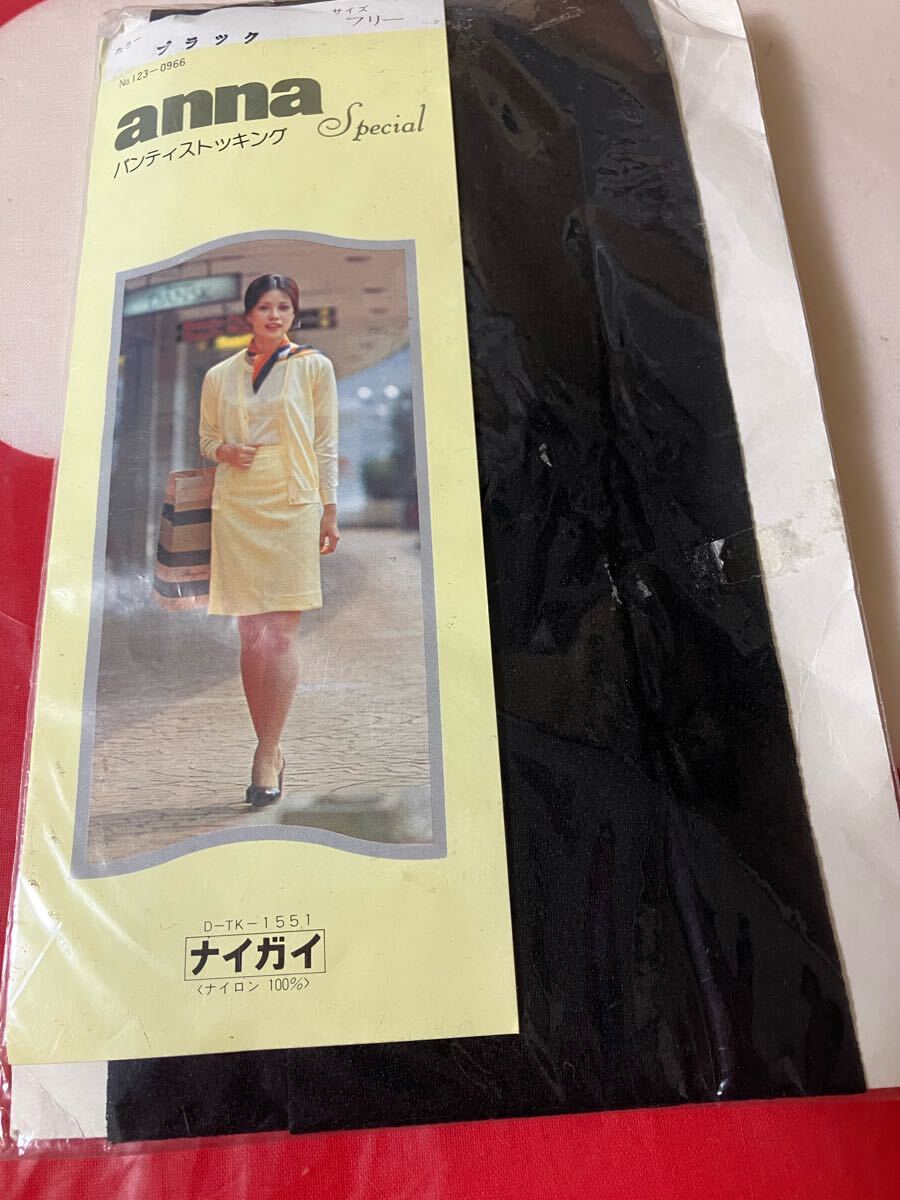 カラー ブラック
サイズ フリー
No.123-0966
anna
Special
パンティストッキング
D-TK-1551
ナイガイ
〈ナイロン 100%〉